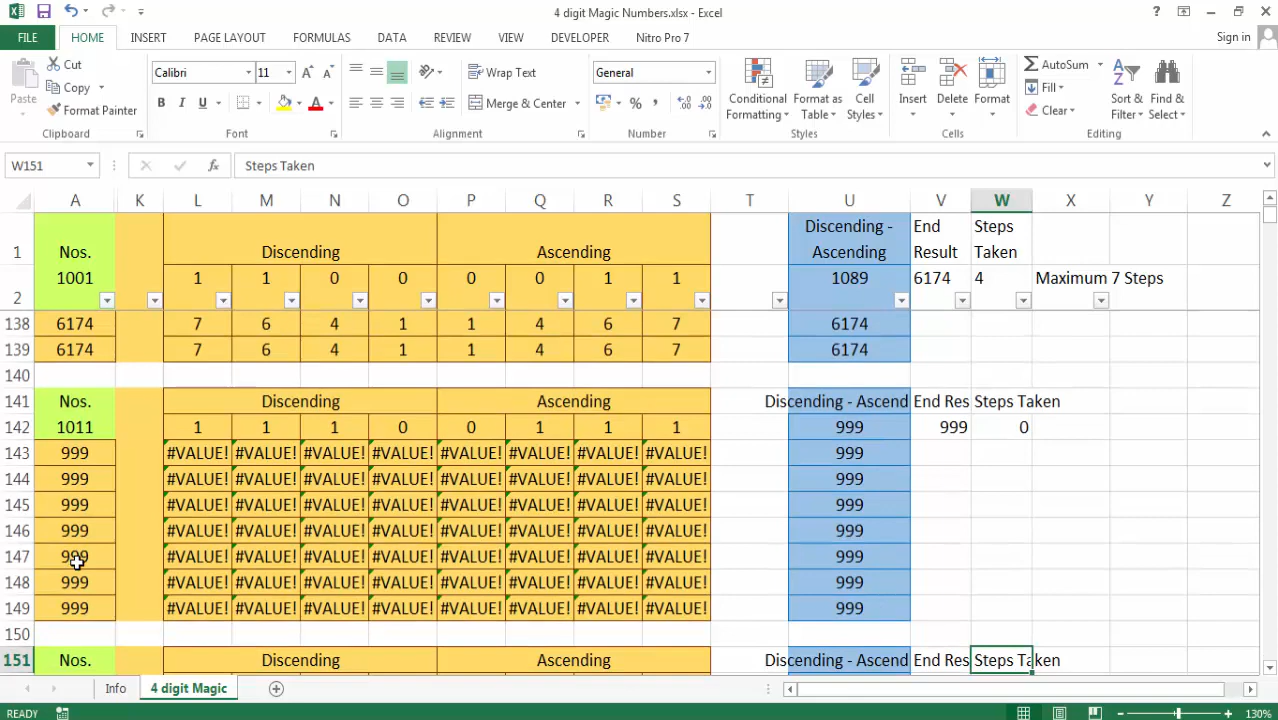 4 digit Magic Numbers.xlsx - Excel
FILE HOME INSERT PAGE LAYOUT FORMULAS DATA REVIEW VIEW DEVELOPER Nitro Pro 7 Sign in
Paste
Cut
Copy
Format Painter
Clipboard
Calibri 11
B I U A
Font
Wrap Text
Merge & Center
Alignment
General
%
Number
Conditional Formatting
Format as Table
Cell Styles
Styles
Insert Delete Format
Cells
AutoSum
Fill
Clear
Sort & Filter
Find & Select
Editing
W151 fx Steps Taken
A K L M N O P Q R S T U V W X Y Z
Discending - End Steps
1 Nos. Discending Ascending Ascending Result Taken
2 1001 1 1 0 0 0 0 1 1 1089 6174 4 Maximum 7 Steps
138 6174 7 6 4 1 1 4 6 7 6174
139 6174 7 6 4 1 1 4 6 7 6174
140
141 Nos. Discending Ascending Discending - Ascend End Res Steps Taken
142 1011 1 1 1 0 0 1 1 1 999 999 0
143 999 #VALUE! #VALUE! #VALUE! #VALUE! #VALUE! #VALUE! #VALUE! #VALUE! 999
144 999 #VALUE! #VALUE! #VALUE! #VALUE! #VALUE! #VALUE! #VALUE! #VALUE! 999
145 999 #VALUE! #VALUE! #VALUE! #VALUE! #VALUE! #VALUE! #VALUE! #VALUE! 999
146 999 #VALUE! #VALUE! #VALUE! #VALUE! #VALUE! #VALUE! #VALUE! #VALUE! 999
147 999 #VALUE! #VALUE! #VALUE! #VALUE! #VALUE! #VALUE! #VALUE! #VALUE! 999
148 999 #VALUE! #VALUE! #VALUE! #VALUE! #VALUE! #VALUE! #VALUE! #VALUE! 999
149 999 #VALUE! #VALUE! #VALUE! #VALUE! #VALUE! #VALUE! #VALUE! #VALUE! 999
150
151 Nos. Discending Ascending Discending - Ascend End Res Steps Taken
Info 4 digit Magic
READY 130%